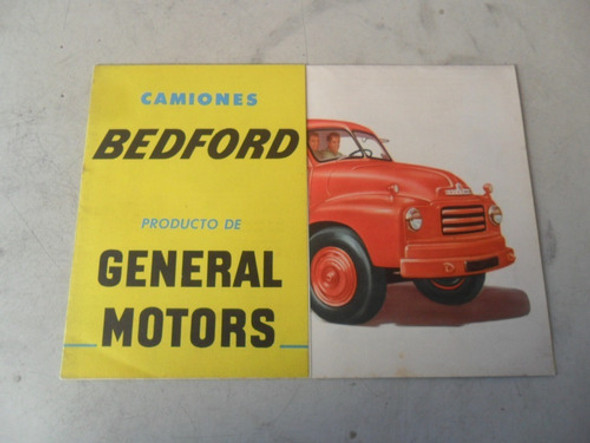 CAMIONES
BEDFORD
PRODUCTO DE
GENERAL
MOTORS